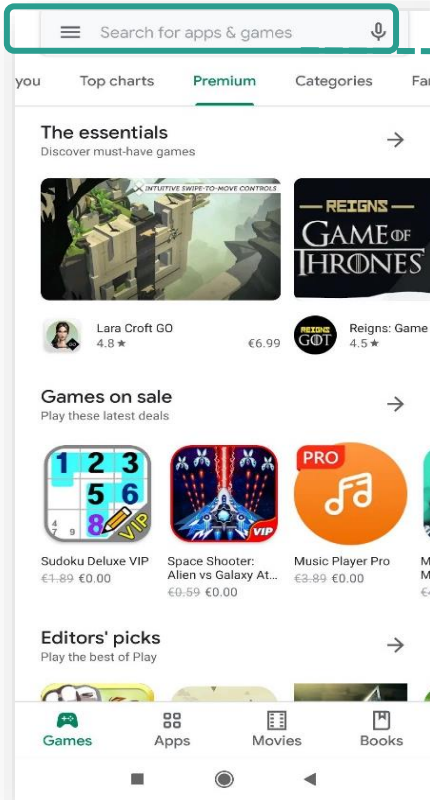 Search for apps & games
you Top charts Premium Categories Fa
The essentials
Discover must-have games
INTUITIVE SWIPE-TO-MOVE CONTROLS
REIGNS
GAME OF
THRONES
Lara Croft GO
4.8 ★ €6.99
REIGNS
GOT
Reigns: Game
4.5 ★
Games on sale
Play these latest deals
1 2 3
5 6
4
7 9 8
VIP
VIP
PRO
Sudoku Deluxe VIP
€1.89 €0.00
Space Shooter:
Alien vs Galaxy At...
€0.59 €0.00
Music Player Pro
€3.89 €0.00
M
M
Editors' picks
Play the best of Play
Games Apps Movies Books